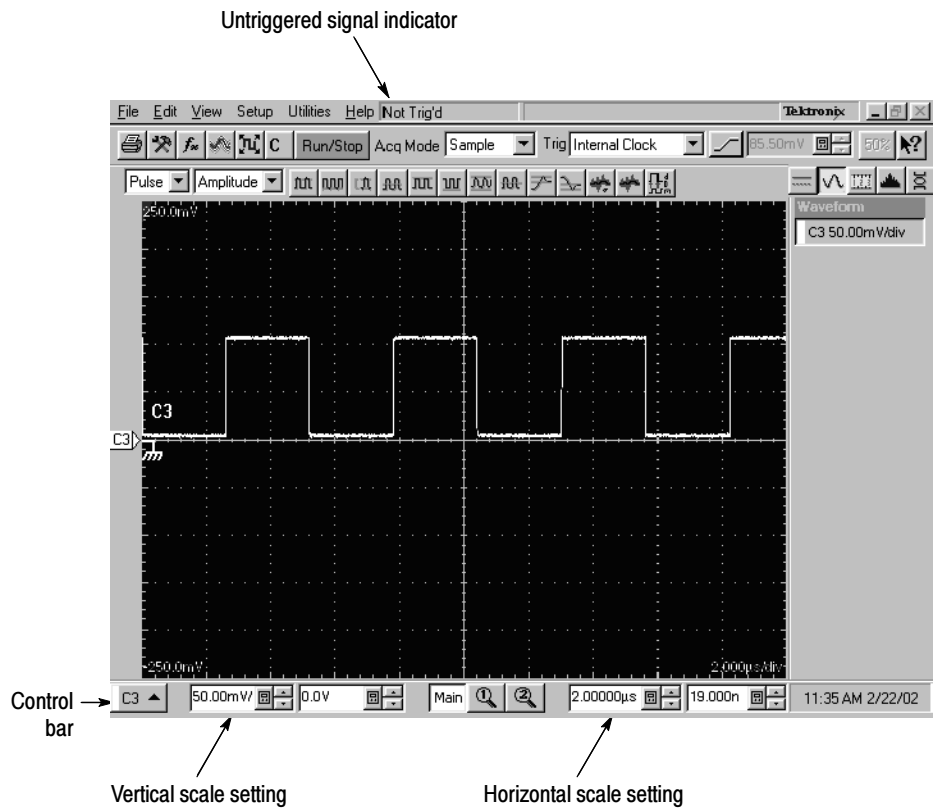 Untriggered signal indicator
File Edit View Setup Utilities Help Not Trig'd Tektronix
C Run/Stop Acq Mode Sample Trig Internal Clock 85.50mV 50% ?
Pulse Amplitude
250.0mV
Waveform
C3 50.00mV/div
C3
C3
-250.0mV 2.000µs/div
Control bar
C3 50.00mV/ 0.0V Main 1 2 2.00000µs 19.000n 11:35 AM 2/22/02
Vertical scale setting Horizontal scale setting